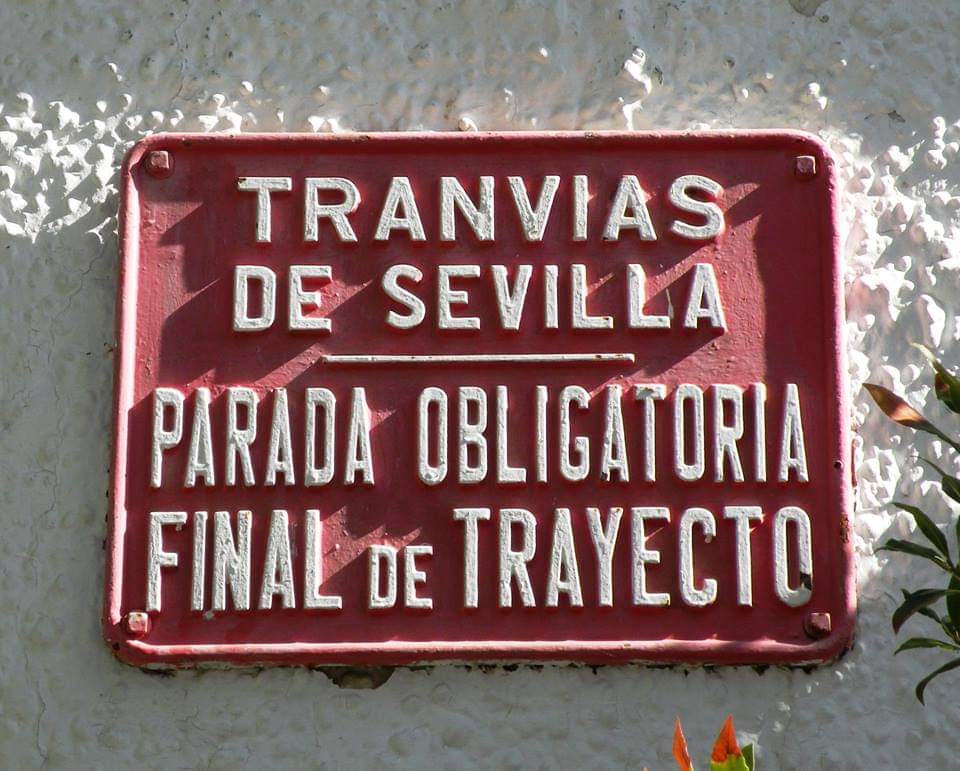 TRANVIAS
DE SEVILLA
PARADA OBLIGATORIA
FINAL DE TRAYECTO